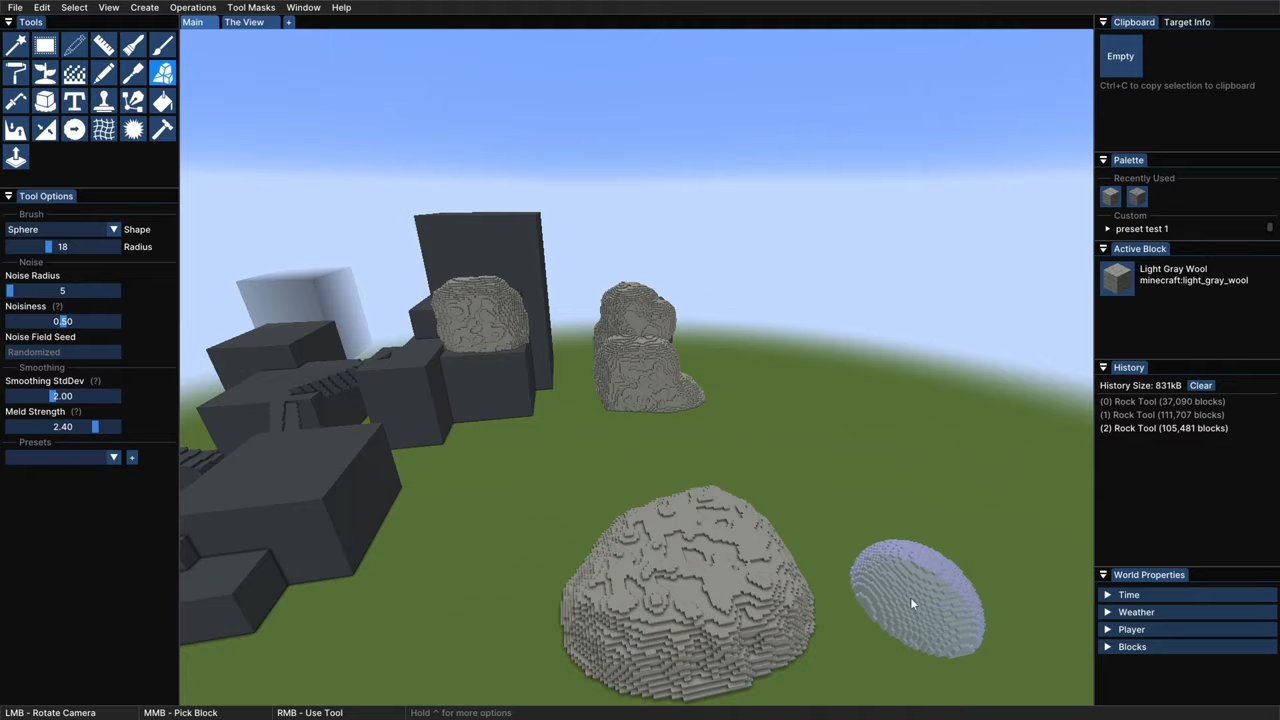 File Edit Select View Create Operations Tool Masks Window Help
Tools
Main The View +
Clipboard Target Info
Empty
Ctrl+C to copy selection to clipboard
Palette
Recently Used
Custom
preset test 1
Active Block
Light Gray Wool
minecraft:light_gray_wool
History
History Size: 831kB Clear
(0) Rock Tool (37,090 blocks)
(1) Rock Tool (111,707 blocks)
(2) Rock Tool (105,481 blocks)
World Properties
Time
Weather
Player
Blocks
Tool Options
Brush
Sphere Shape
18 Radius
Noise
Noise Radius
5
Noisiness (?)
0.50
Noise Field Seed
Randomized
Smoothing
Smoothing StdDev (?)
2.00
Meld Strength (?)
2.40
Presets
+
LMB - Rotate Camera MMB - Pick Block RMB - Use Tool Hold ^ for more options